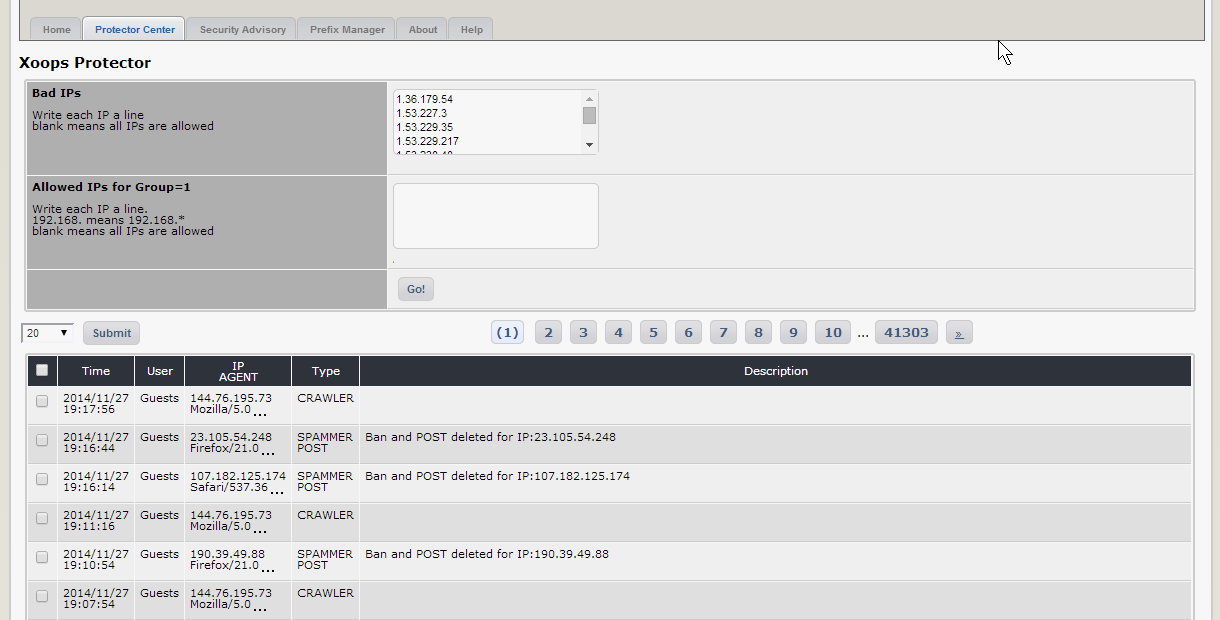 Home Protector Center Security Advisory Prefix Manager About Help
Xoops Protector
Bad IPs
Write each IP a line
blank means all IPs are allowed
1.36.179.54
1.53.227.3
1.53.229.35
1.53.229.217
Allowed IPs for Group=1
Write each IP a line.
192.168. means 192.168.*
blank means all IPs are allowed
Go!
20 Submit (1) 2 3 4 5 6 7 8 9 10 ... 41303 »
Time User IP AGENT Type Description
2014/11/27 Guests 144.76.195.73 CRAWLER
19:17:56 Mozilla/5.0 ...
2014/11/27 Guests 23.105.54.248 SPAMMER Ban and POST deleted for IP:23.105.54.248
19:16:44 Firefox/21.0 ... POST
2014/11/27 Guests 107.182.125.174 SPAMMER Ban and POST deleted for IP:107.182.125.174
19:16:14 Safari/537.36 ... POST
2014/11/27 Guests 144.76.195.73 CRAWLER
19:11:16 Mozilla/5.0 ...
2014/11/27 Guests 190.39.49.88 SPAMMER Ban and POST deleted for IP:190.39.49.88
19:10:54 Firefox/21.0 ... POST
2014/11/27 Guests 144.76.195.73 CRAWLER
19:07:54 Mozilla/5.0 ...